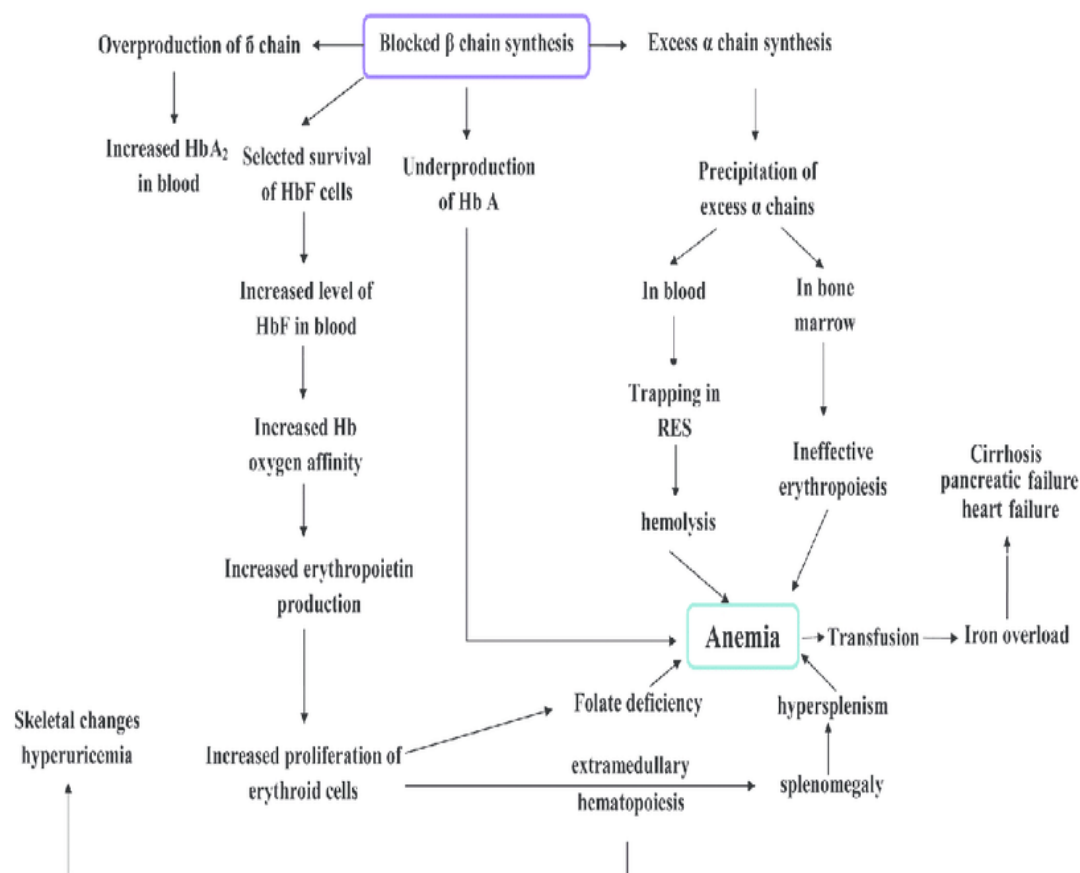 Overproduction of δ chain
Blocked β chain synthesis
Excess α chain synthesis
Increased HbA₂
in blood
Selected survival
of HbF cells
Underproduction
of Hb A
Precipitation of
excess α chains
Increased level of
HbF in blood
In blood
In bone
marrow
Trapping in
RES
Increased Hb
oxygen affinity
Ineffective
erythropoiesis
Cirrhosis
pancreatic failure
heart failure
hemolysis
Increased erythropoietin
production
Anemia
Transfusion
Iron overload
Folate deficiency
hypersplenism
Skeletal changes
hyperuricemia
Increased proliferation of
erythroid cells
extramedullary
hematopoiesis
splenomegaly